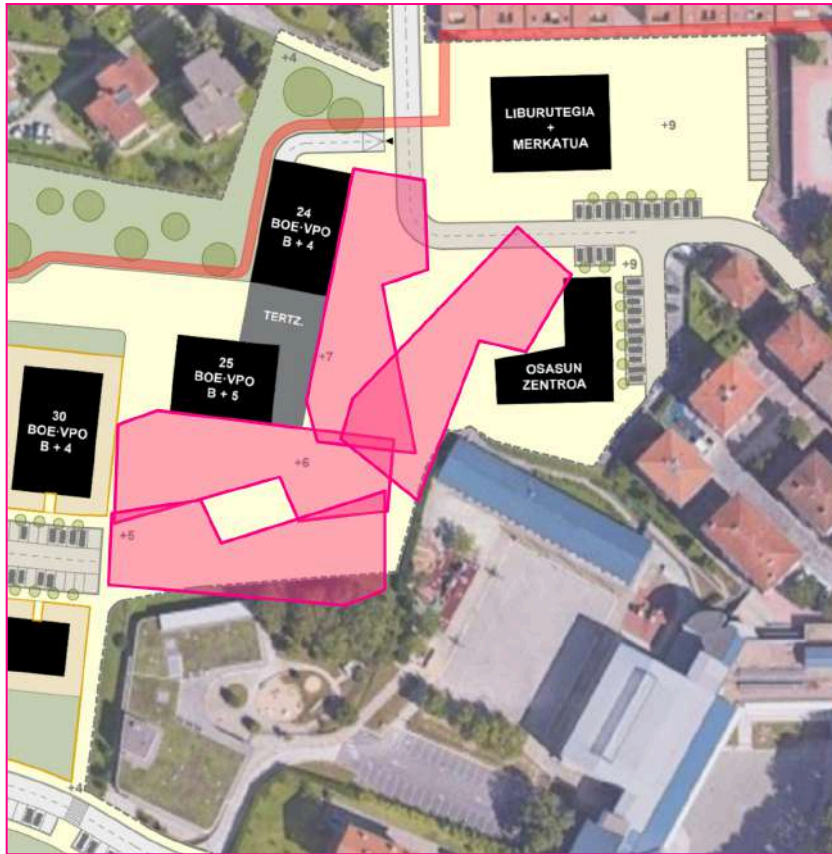 +4
LIBURUTEGIA
+
MERKATUA
+9
24
BOE·VPO
B + 4
+9
TERTZ.
+7
25
BOE·VPO
B + 5
OSASUN
ZENTROA
30
BOE·VPO
B + 4
+6
+5
+4